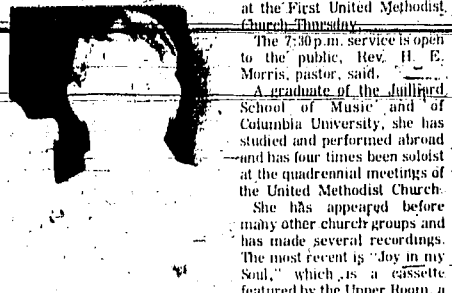 at the First United Methodist
Church Thursday.
The 7:30 p.m. service is open
to the public, Rev. H. E.
Morris, pastor, said.
A graduate of the Juilliard
School of Music and of
Columbia University, she has
studied and performed abroad
and has four times been soloist
at the quadrennial meetings of
the United Methodist Church.
She has appeared before
many other church groups and
has made several recordings.
The most recent is "Joy in my
Soul," which is a cassette
featured by the Upper Room, a